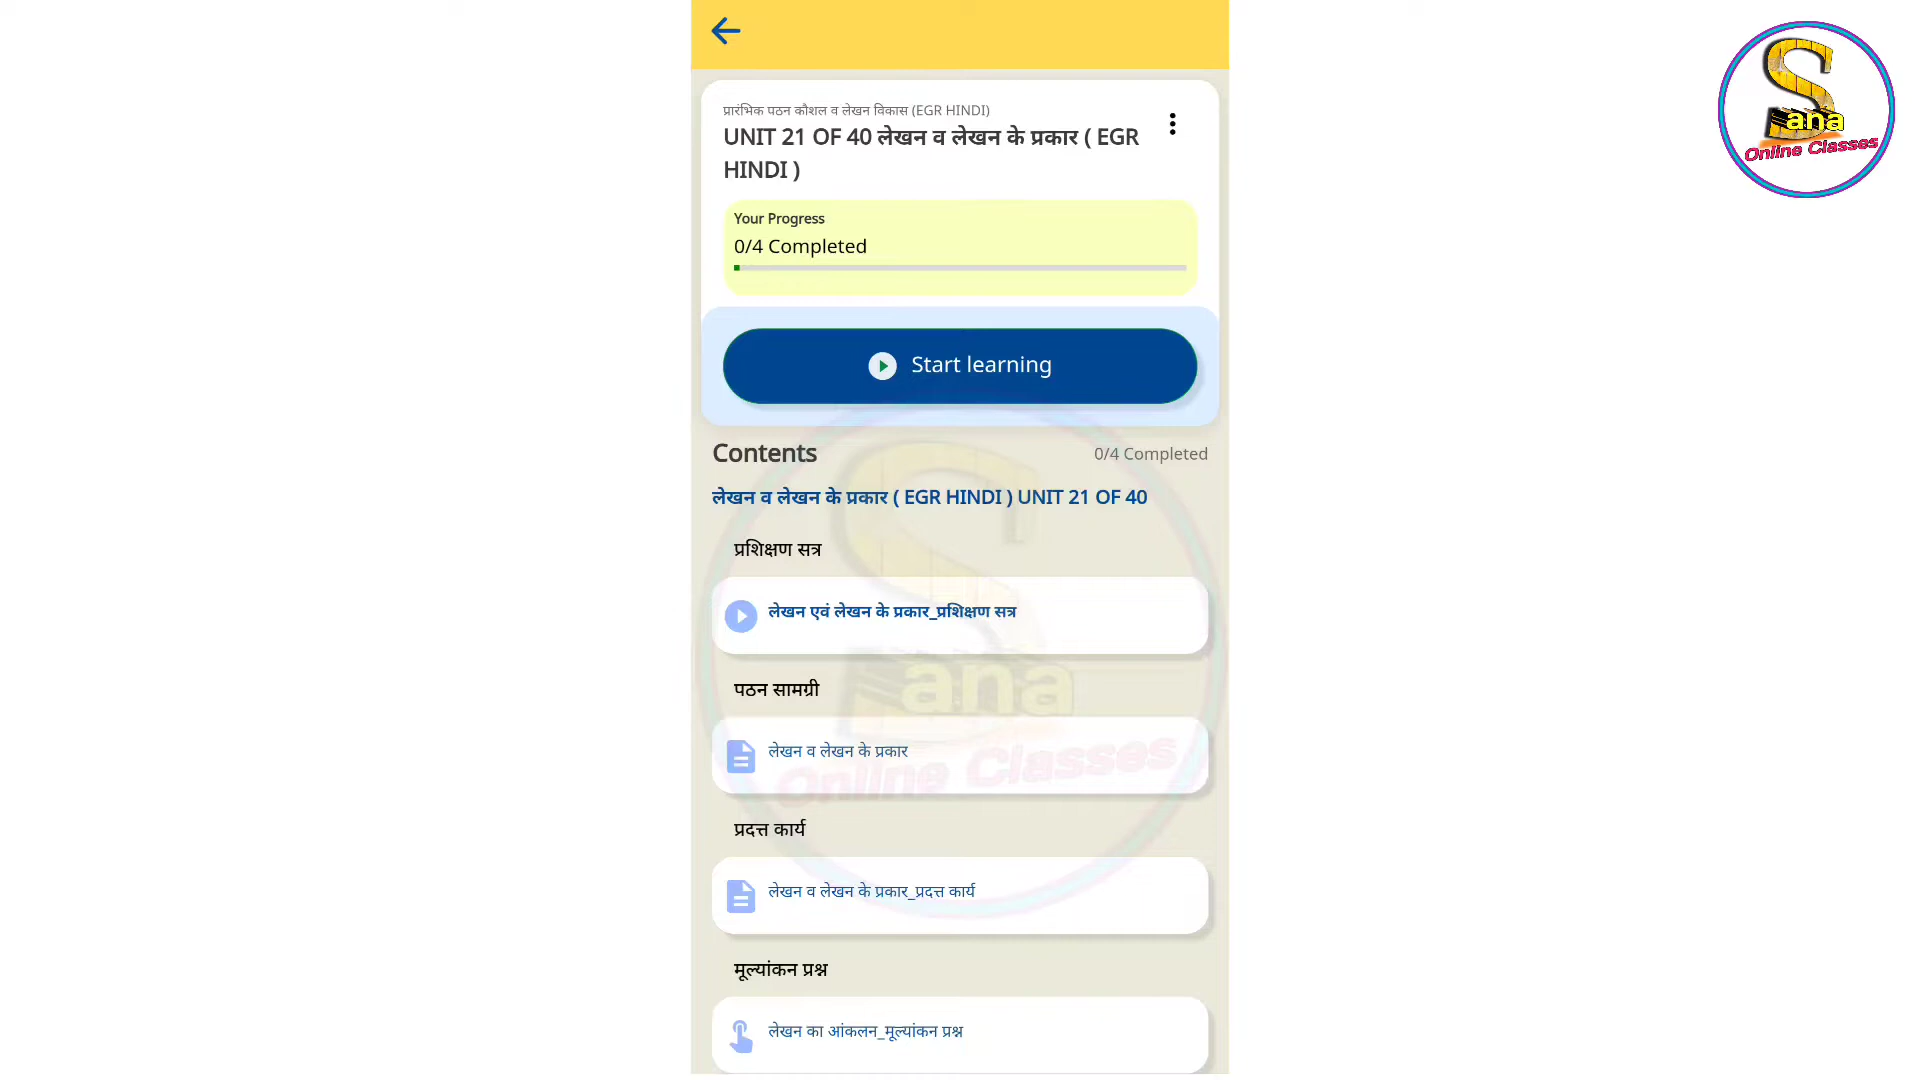 प्रारंभिक पठन कौशल व लेखन विकास (EGR HINDI)
UNIT 21 OF 40 लेखन व लेखन के प्रकार ( EGR
HINDI )
Your Progress
0/4 Completed
Start learning
Contents
0/4 Completed
लेखन व लेखन के प्रकार ( EGR HINDI ) UNIT 21 OF 40
प्रशिक्षण सत्र
लेखन एवं लेखन के प्रकार_प्रशिक्षण सत्र
पठन सामग्री
लेखन व लेखन के प्रकार
प्रदत्त कार्य
लेखन व लेखन के प्रकार_प्रदत्त कार्य
मूल्यांकन प्रश्न
लेखन का आंकलन_मूल्यांकन प्रश्न
Sana
Online Classes
Sana
Online Classes